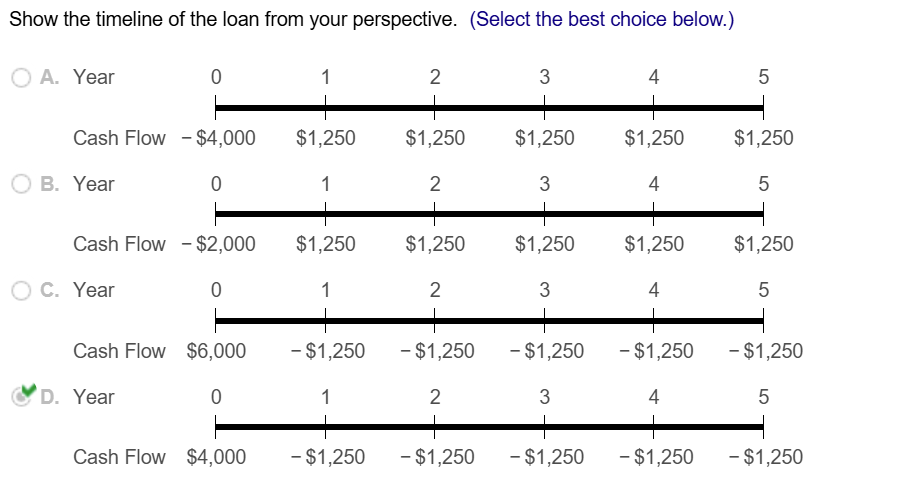 Show the timeline of the loan from your perspective. (Select the best choice below.)
A. Year 0 1 2 3 4 5
Cash Flow −$4,000 $1,250 $1,250 $1,250 $1,250 $1,250
B. Year 0 1 2 3 4 5
Cash Flow −$2,000 $1,250 $1,250 $1,250 $1,250 $1,250
C. Year 0 1 2 3 4 5
Cash Flow $6,000 −$1,250 −$1,250 −$1,250 −$1,250 −$1,250
D. Year 0 1 2 3 4 5
Cash Flow $4,000 −$1,250 −$1,250 −$1,250 −$1,250 −$1,250